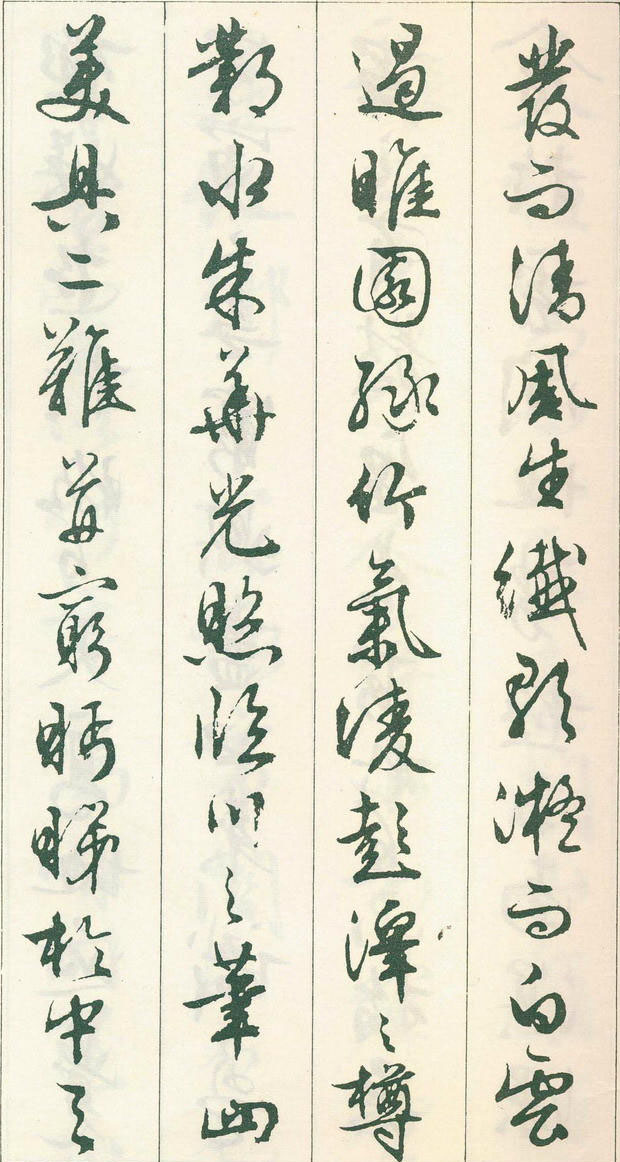 發而清風生纖歌凝而白雲
遏睢園綠竹氣淩彭澤之樽
鄴水朱華光照臨川之筆四
美具二難并窮眄睇於中天